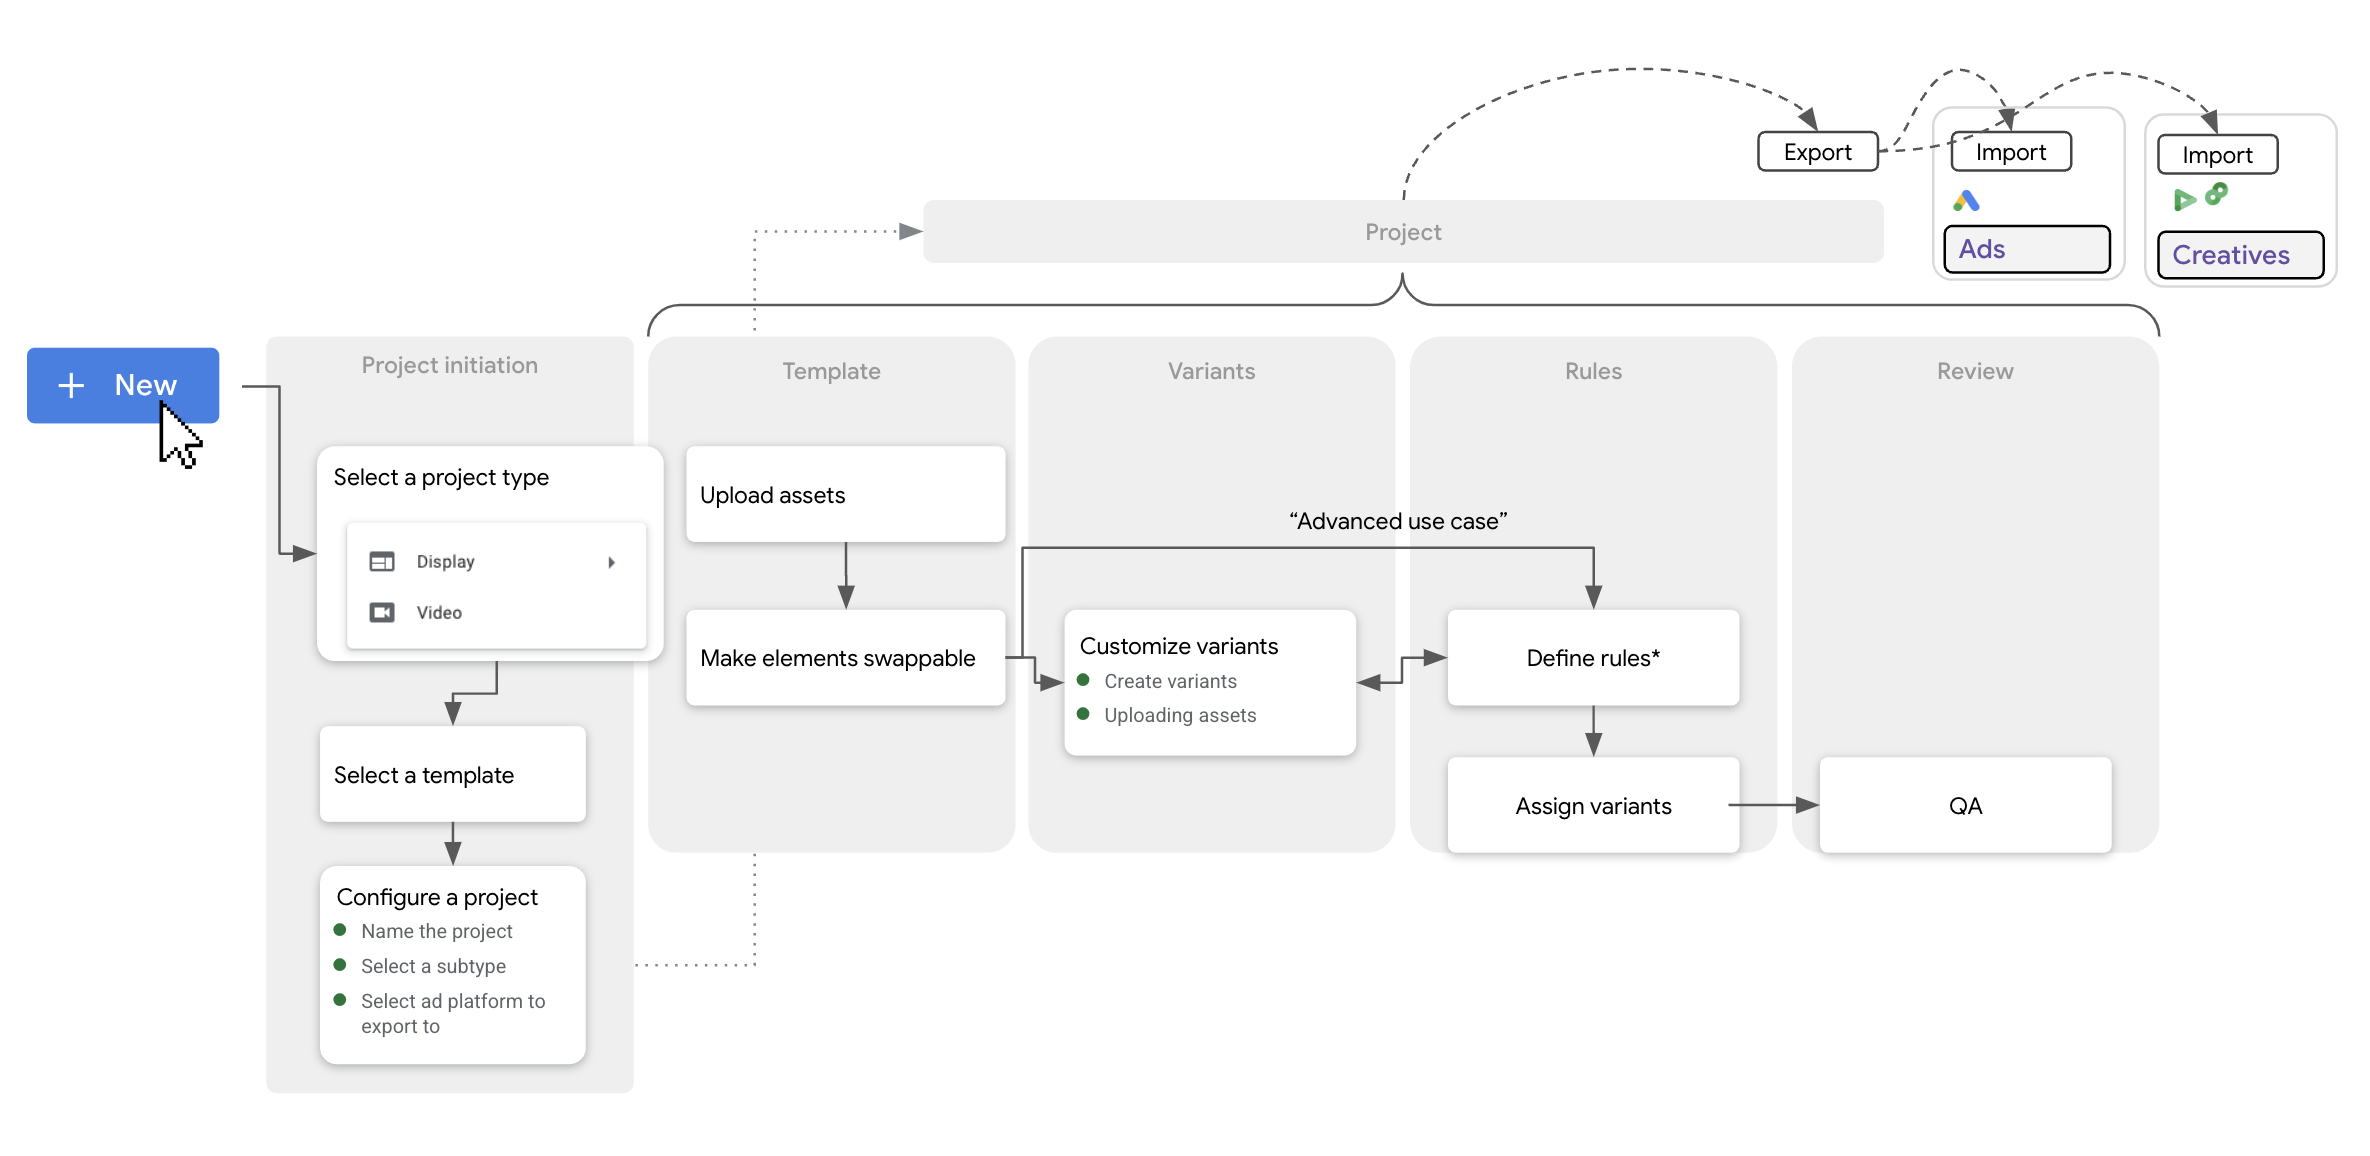 Export
Import
Import
Ads
Creatives
Project
+ New
Project initiation
Template
Variants
Rules
Review
Select a project type
Display
Video
Select a template
Configure a project
Name the project
Select a subtype
Select ad platform to
export to
Upload assets
Make elements swappable
“Advanced use case”
Customize variants
Create variants
Uploading assets
Define rules*
Assign variants
QA